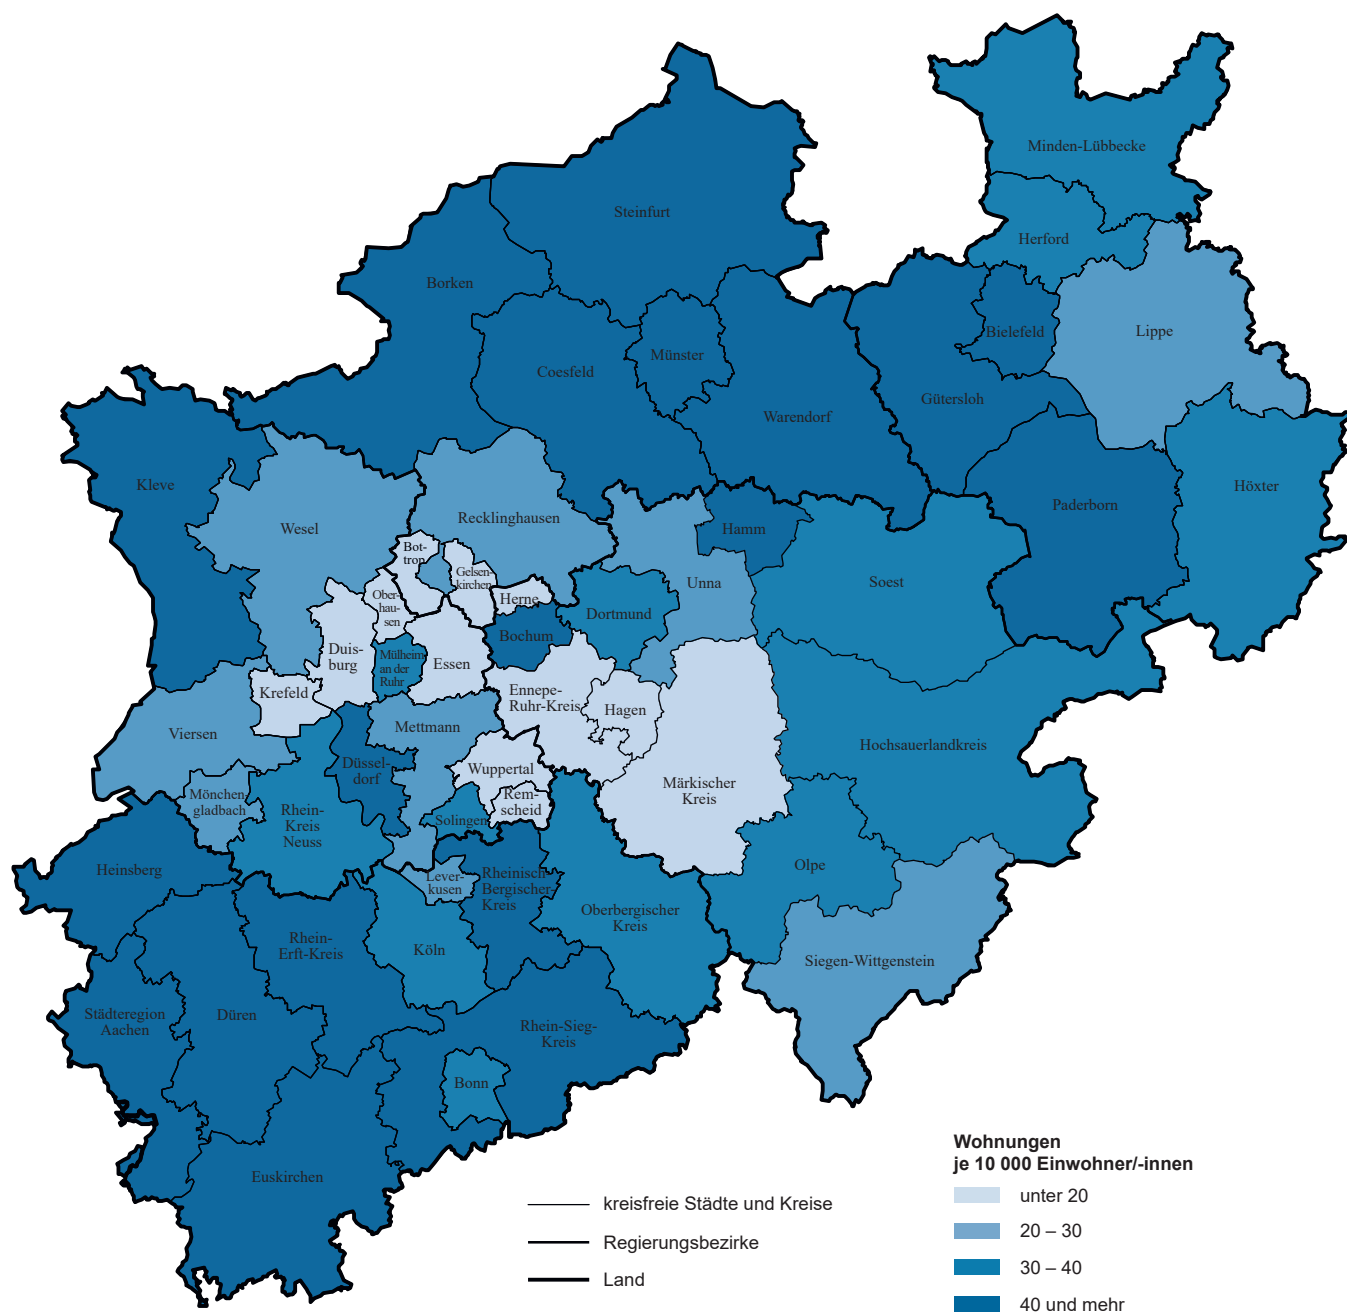 Minden-Lübbecke
Steinfurt
Herford
Borken
Bielefeld
Lippe
Münster
Coesfeld
Gütersloh
Warendorf
Kleve
Höxter
Paderborn
Wesel
Recklinghausen
Hamm
Bot-
trop
Gelsen-
kirchen
Unna
Soest
Ober-
hau-
sen
Herne
Dortmund
Bochum
Duis-
burg
Mülheim
an der
Ruhr
Essen
Krefeld
Ennepe-
Ruhr-Kreis
Hagen
Viersen
Mettmann
Hochsauerlandkreis
Düssel-
dorf
Wuppertal
Märkischer
Kreis
Mönchen-
gladbach
Rem-
scheid
Rhein-
Kreis
Neuss
Solingen
Heinsberg
Lever-
kusen
Rheinisch-
Bergischer-
Kreis
Olpe
Oberbergischer
Kreis
Rhein-
Erft-Kreis
Köln
Siegen-Wittgenstein
Städteregion
Aachen
Düren
Rhein-Sieg-
Kreis
Bonn
Euskirchen
Wohnungen
je 10 000 Einwohner/-innen
unter 20
20 – 30
30 – 40
40 und mehr
kreisfreie Städte und Kreise
Regierungsbezirke
Land